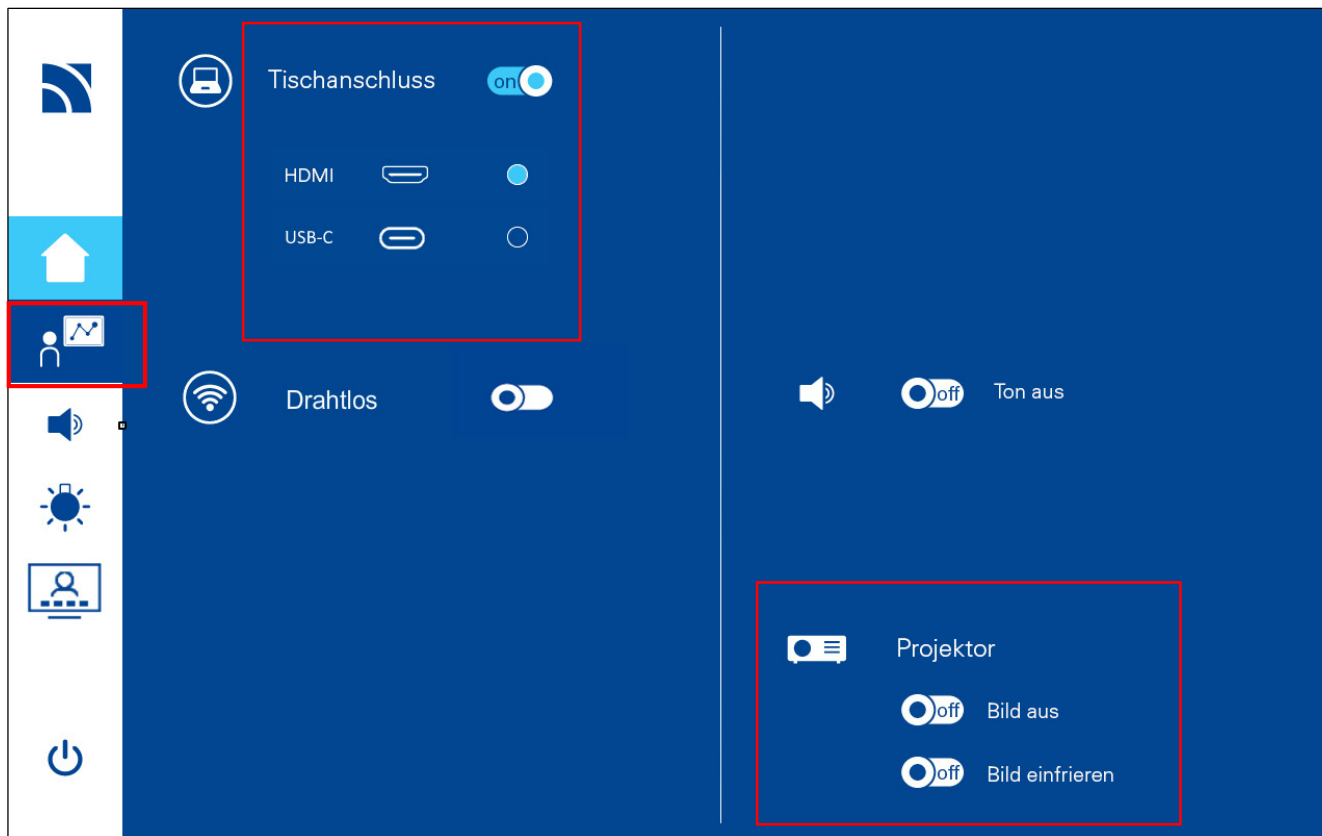 Tischanschluss on
HDMI
USB-C
Drahtlos
off Ton aus
Projektor
off Bild aus
off Bild einfrieren